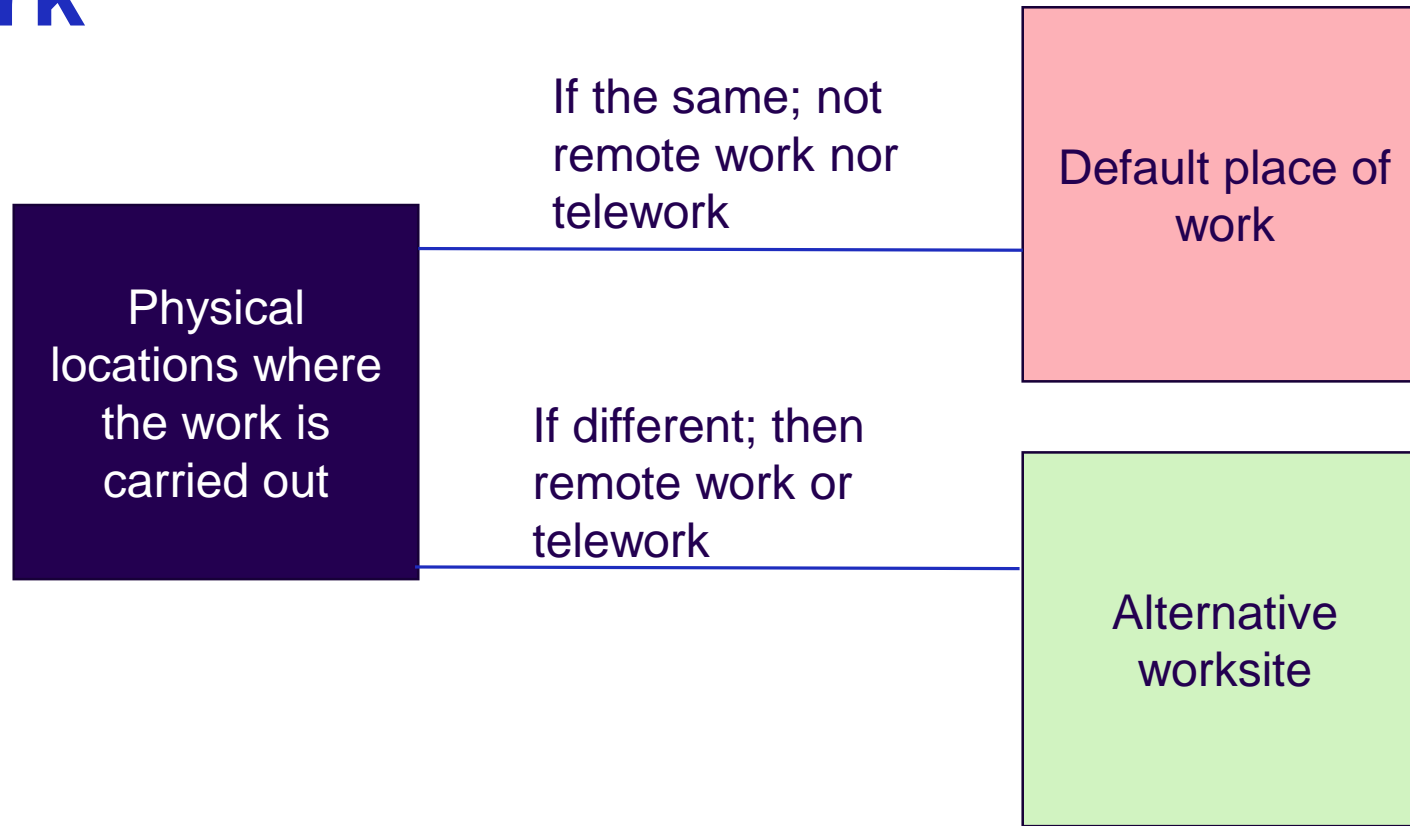 rk
If the same; not
remote work nor
telework
Default place of
work
Physical
locations where
the work is
carried out
If different; then
remote work or
telework
Alternative
worksite